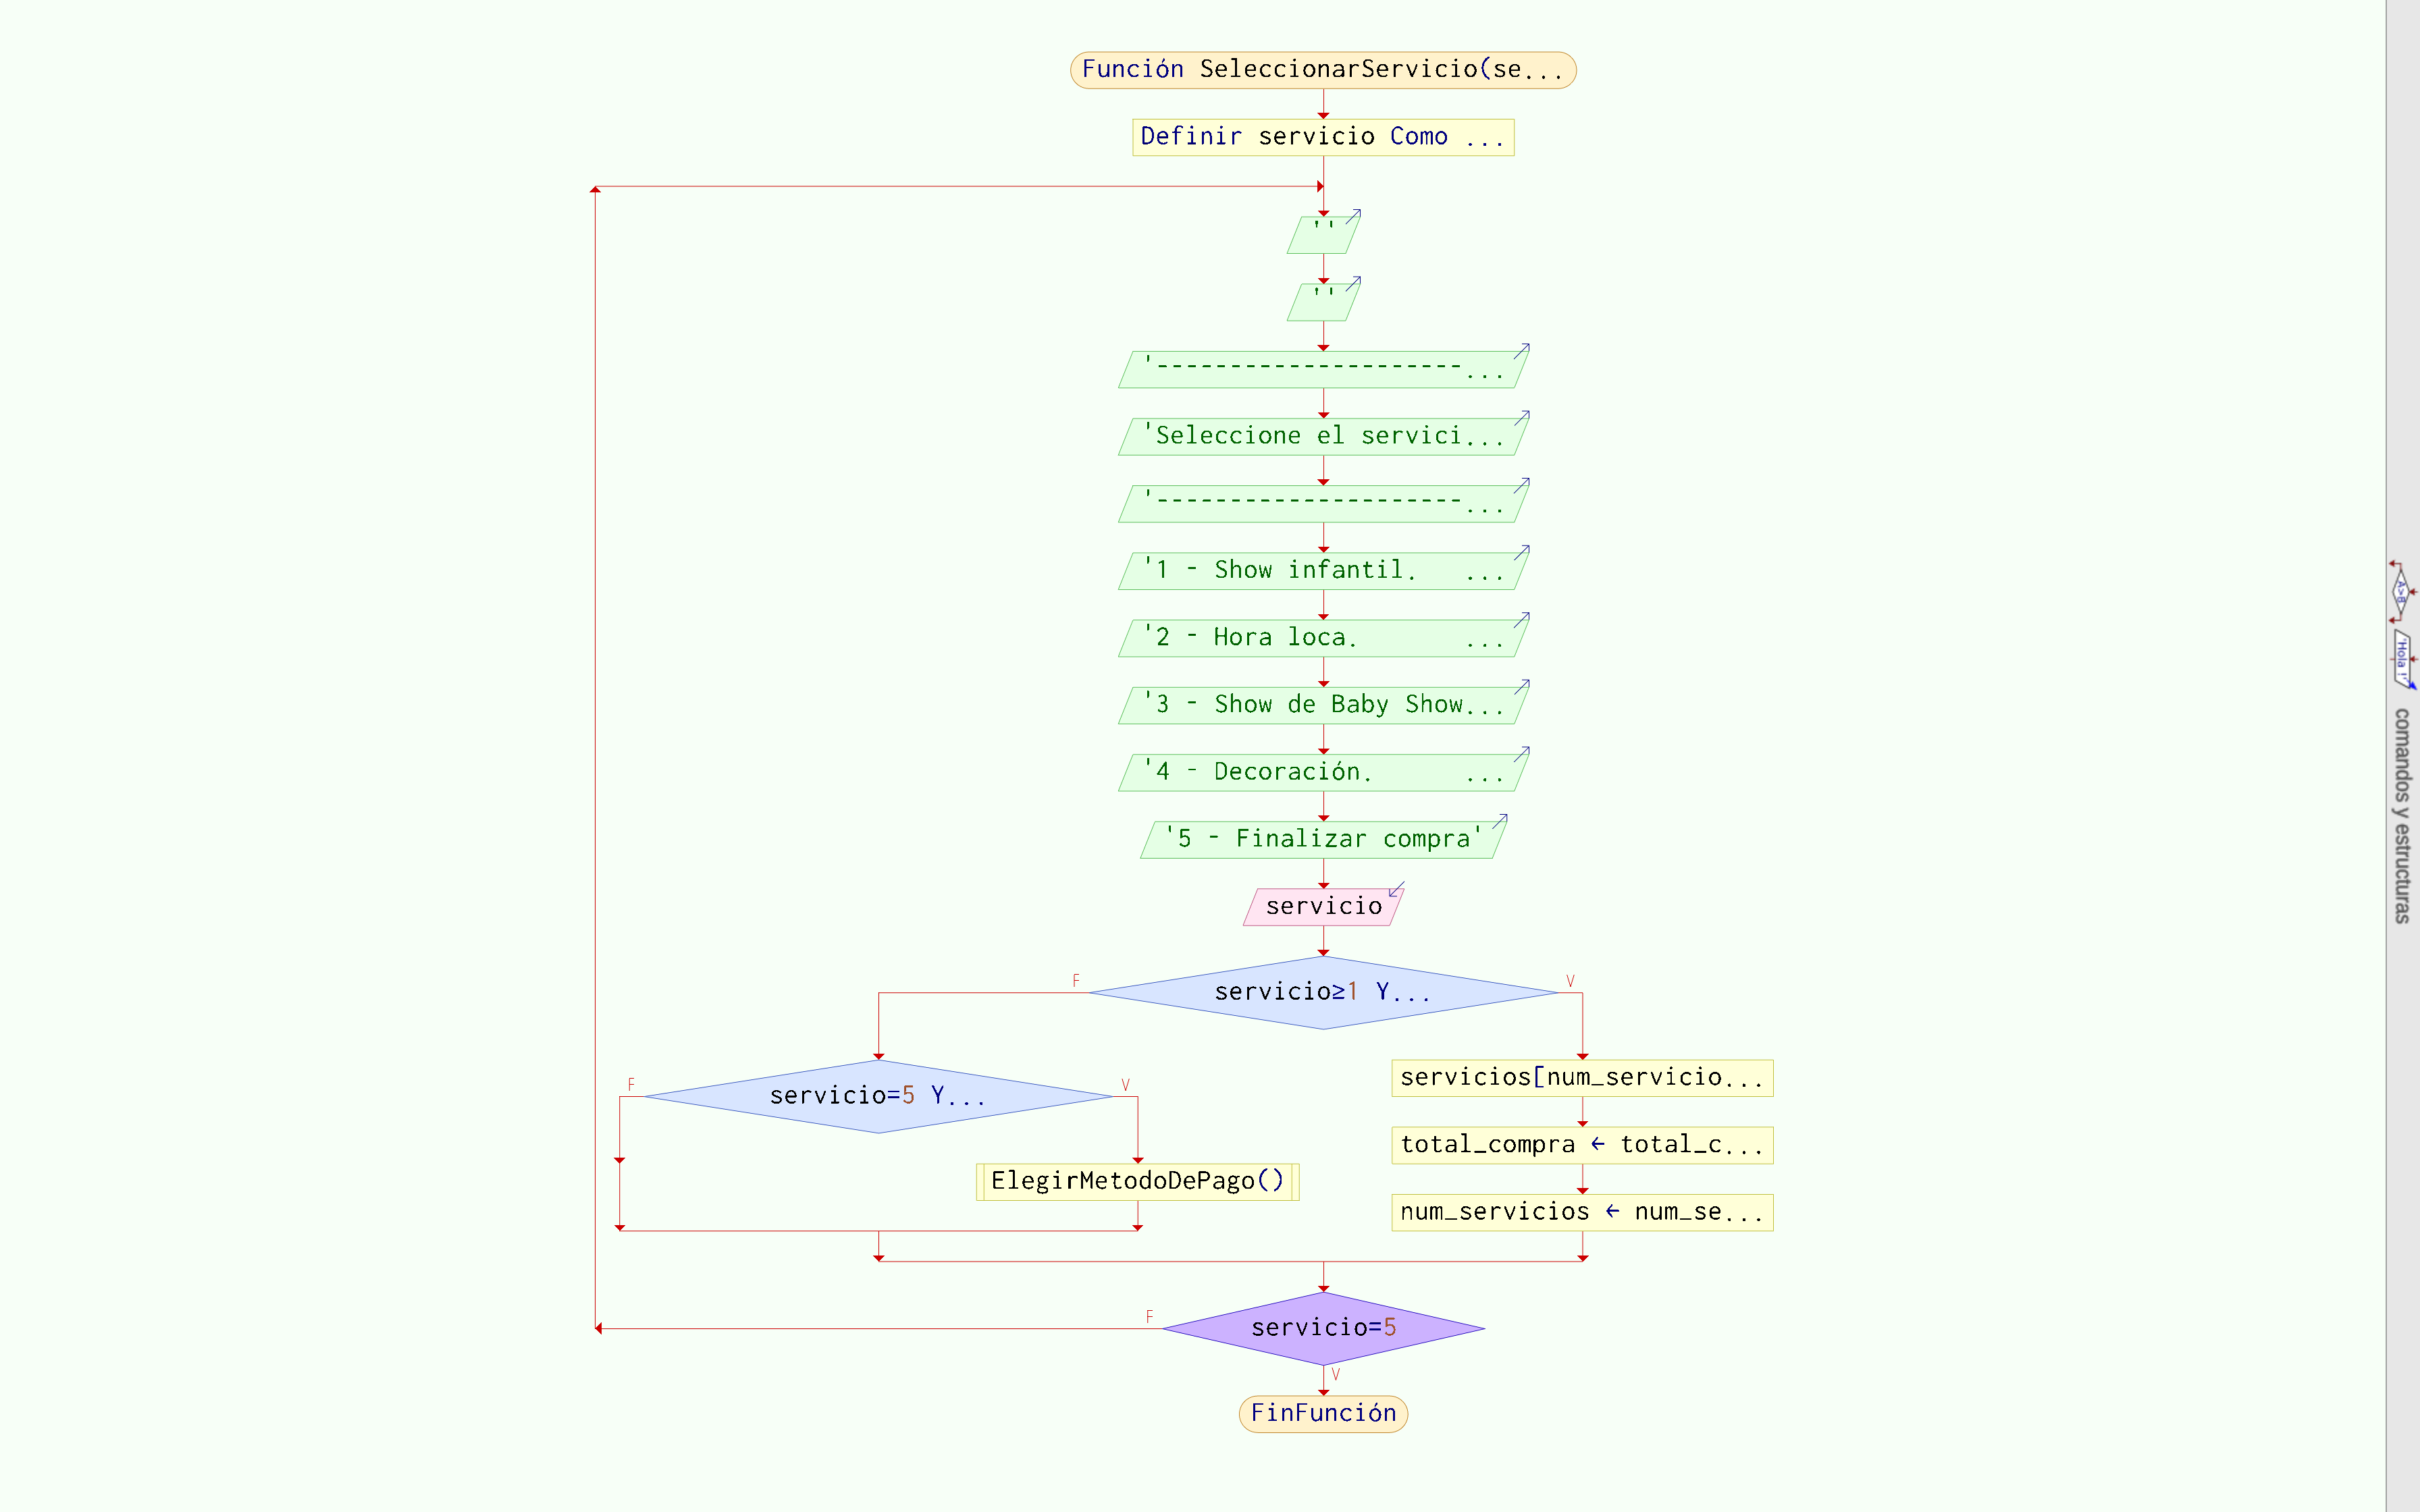 Función SeleccionarServicio(se...
Definir servicio Como ...
''
''
'---------------------...
'Seleccione el servici...
'---------------------...
'1 - Show infantil.   ...
'2 - Hora loca.       ...
'3 - Show de Baby Show...
'4 - Decoración.      ...
'5 - Finalizar compra'
servicio
F
servicio≥1 Y...
V
F
servicio=5 Y...
V
servicios[num_servicio...
total_compra ← total_c...
ElegirMetodoDePago()
num_servicios ← num_se...
F
servicio=5
V
FinFunción
A>B
'Hola !'
comandos y estructuras